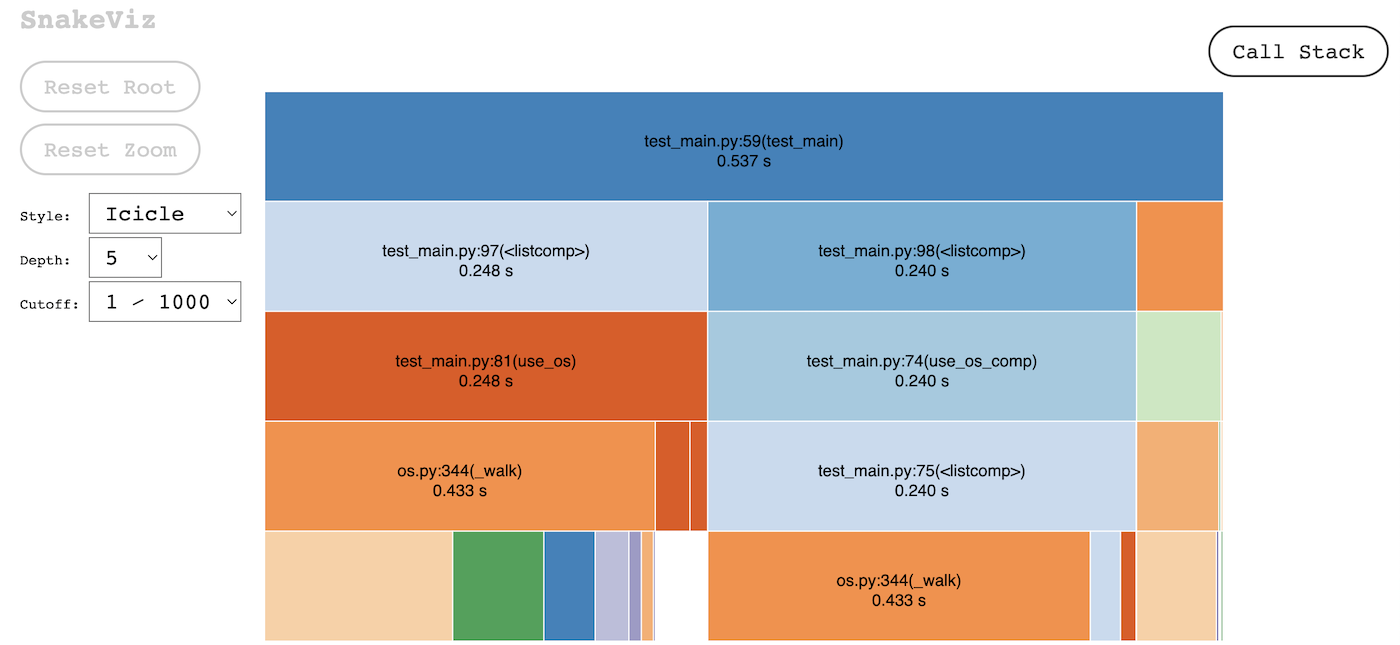 SnakeViz
Call Stack
Reset Root
Reset Zoom
Style: Icicle
Depth: 5
Cutoff: 1 / 1000
test_main.py:59(test_main)
0.537 s
test_main.py:97(<listcomp>)
0.248 s
test_main.py:98(<listcomp>)
0.240 s
test_main.py:81(use_os)
0.248 s
test_main.py:74(use_os_comp)
0.240 s
os.py:344(_walk)
0.433 s
test_main.py:75(<listcomp>)
0.240 s
os.py:344(_walk)
0.433 s